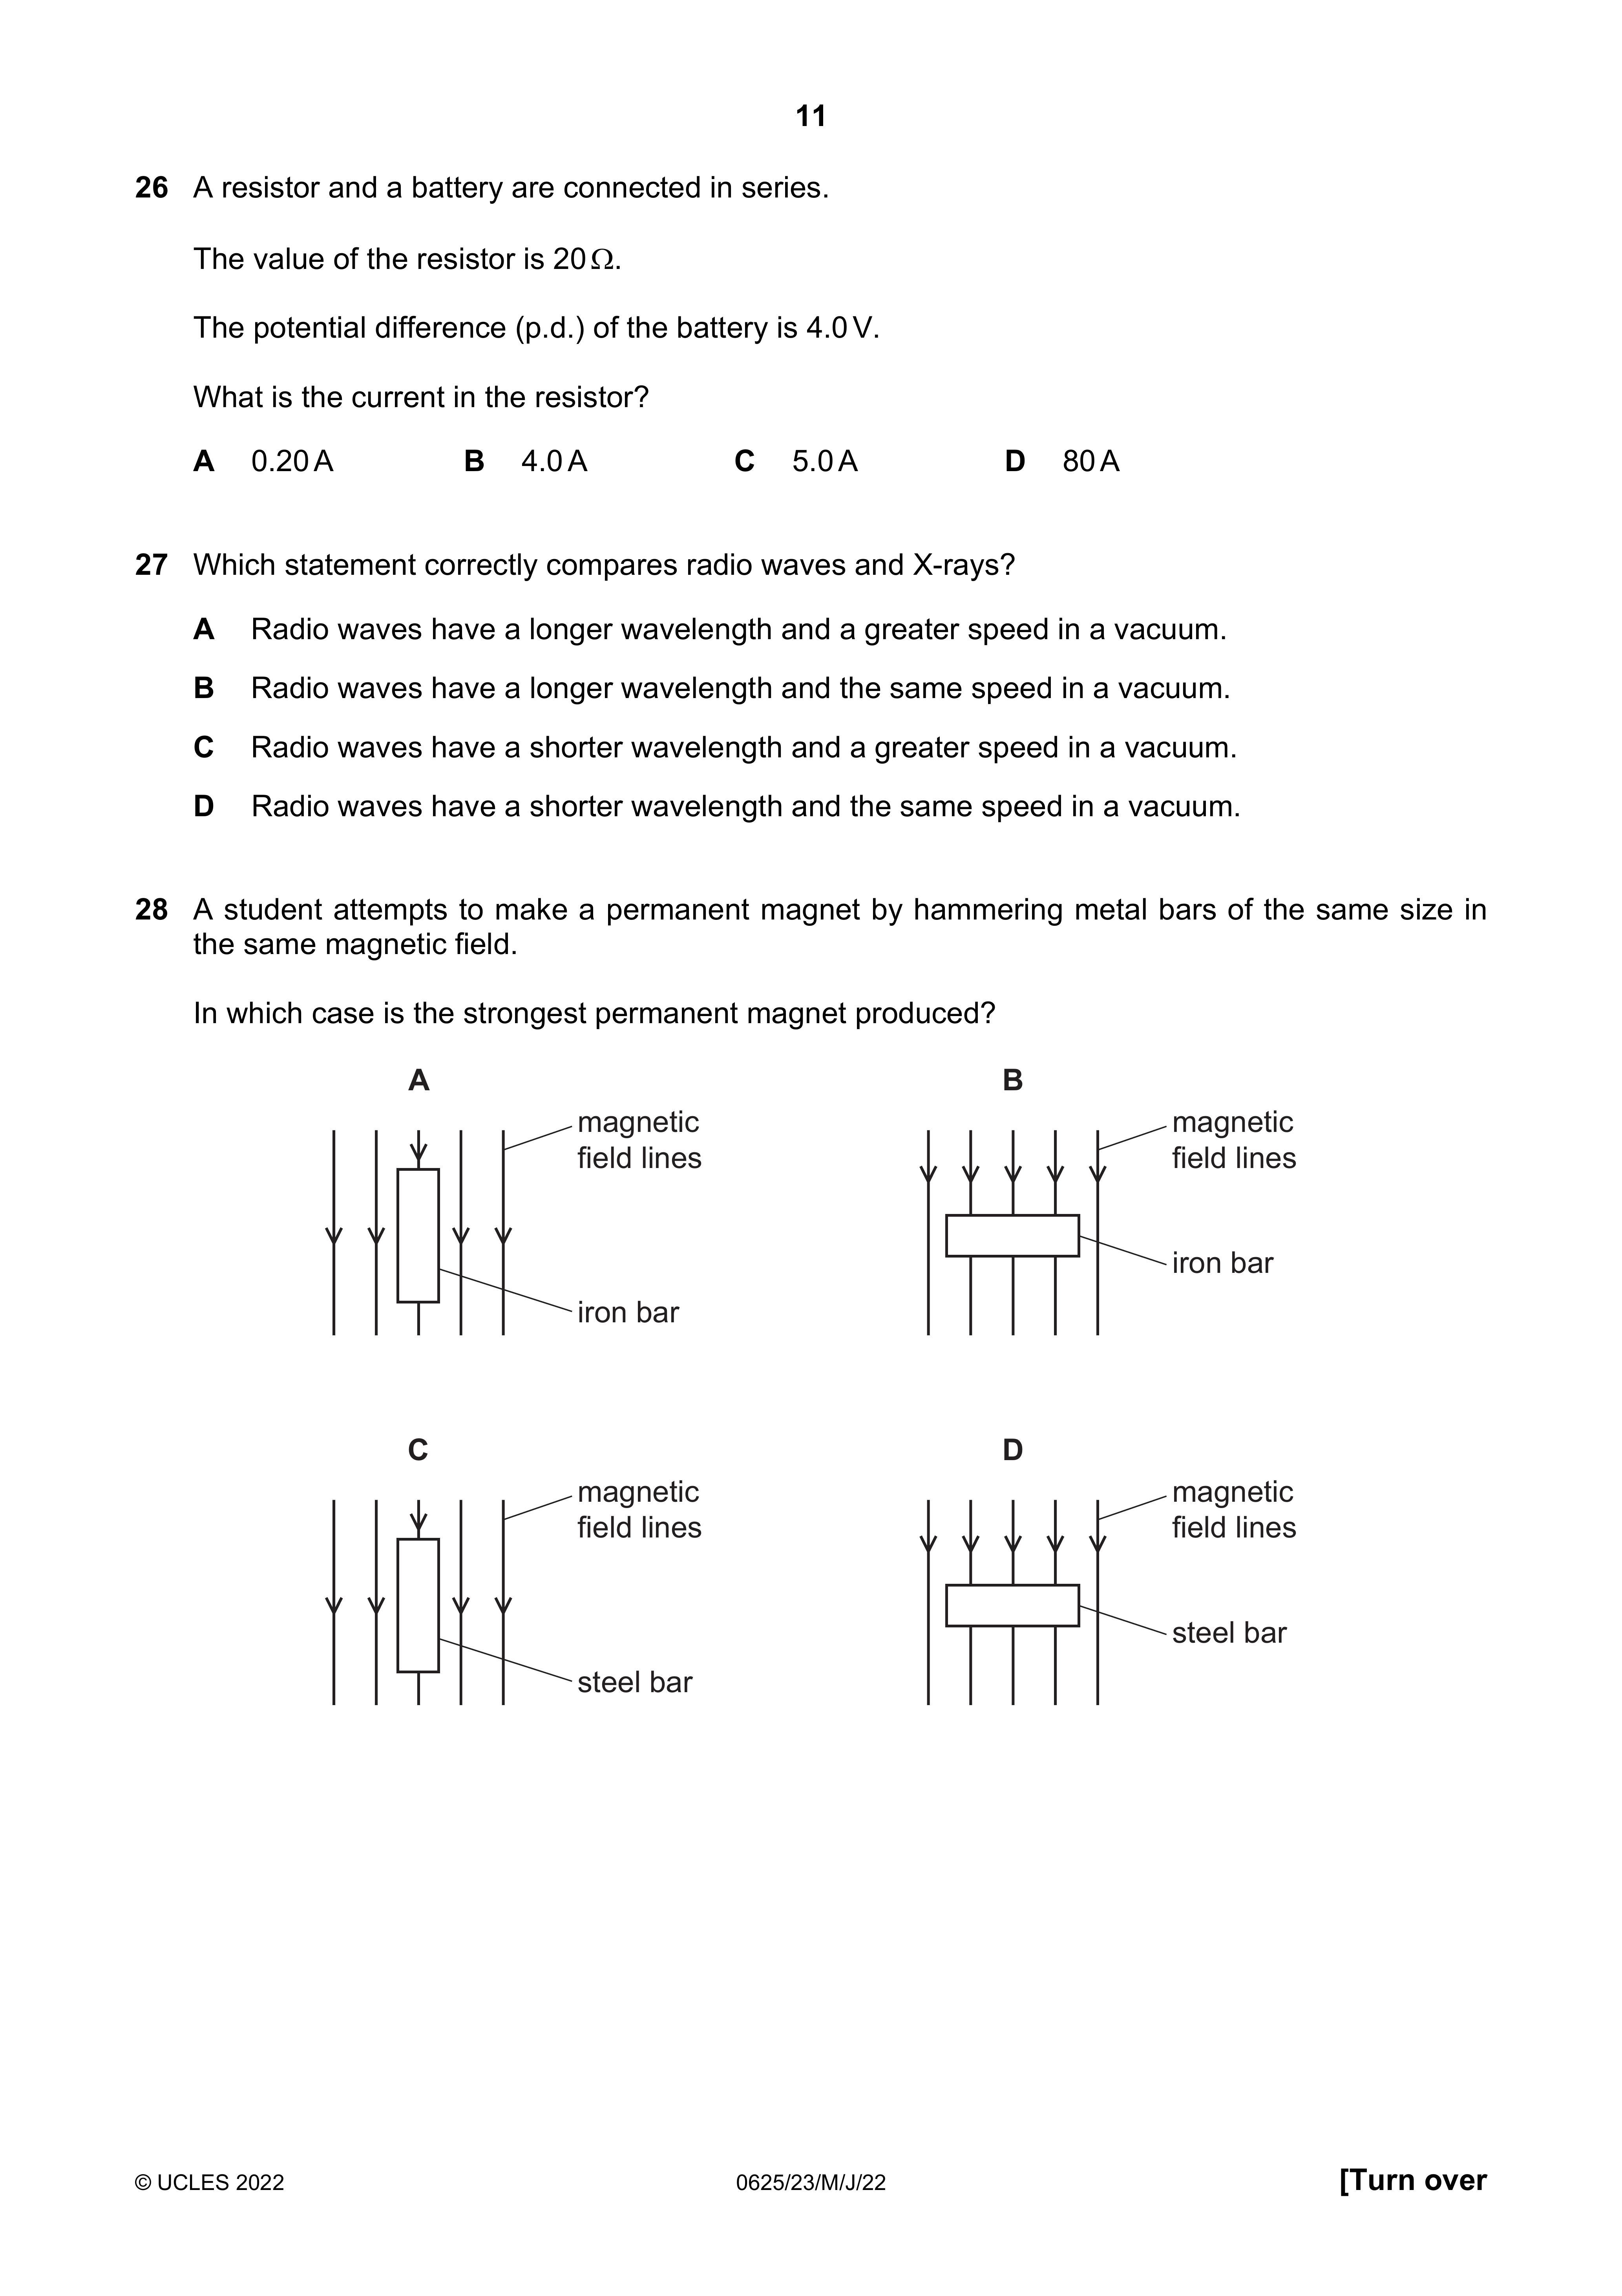 11
26 A resistor and a battery are connected in series.
The value of the resistor is 20 Ω.
The potential difference (p.d.) of the battery is 4.0 V.
What is the current in the resistor?
A 0.20 A B 4.0 A C 5.0 A D 80 A
27 Which statement correctly compares radio waves and X-rays?
A Radio waves have a longer wavelength and a greater speed in a vacuum.
B Radio waves have a longer wavelength and the same speed in a vacuum.
C Radio waves have a shorter wavelength and a greater speed in a vacuum.
D Radio waves have a shorter wavelength and the same speed in a vacuum.
28 A student attempts to make a permanent magnet by hammering metal bars of the same size in
the same magnetic field.
In which case is the strongest permanent magnet produced?
A
magnetic
field lines
iron bar
B
magnetic
field lines
iron bar
C
magnetic
field lines
steel bar
D
magnetic
field lines
steel bar
© UCLES 2022 0625/23/M/J/22 [Turn over